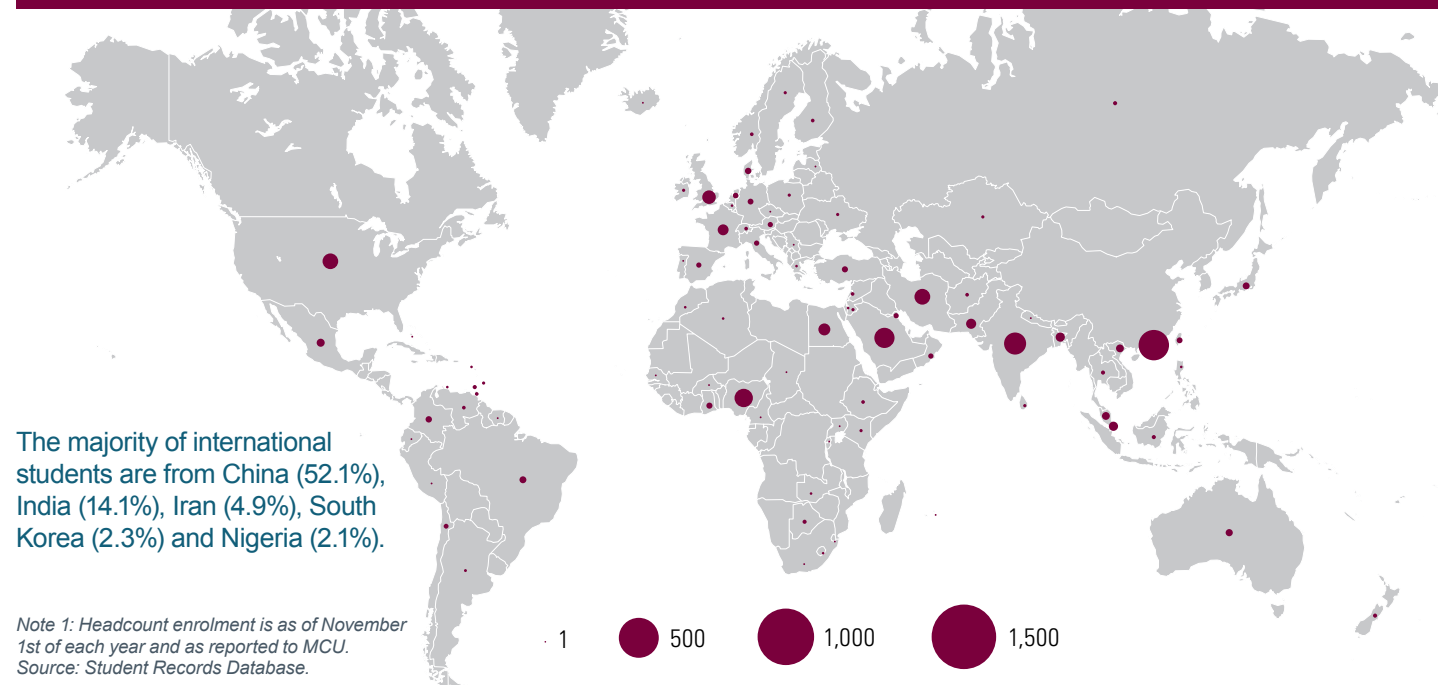 The majority of international
students are from China (52.1%),
India (14.1%), Iran (4.9%), South
Korea (2.3%) and Nigeria (2.1%).
Note 1: Headcount enrolment is as of November
1st of each year and as reported to MCU.
Source: Student Records Database.
1
500
1,000
1,500